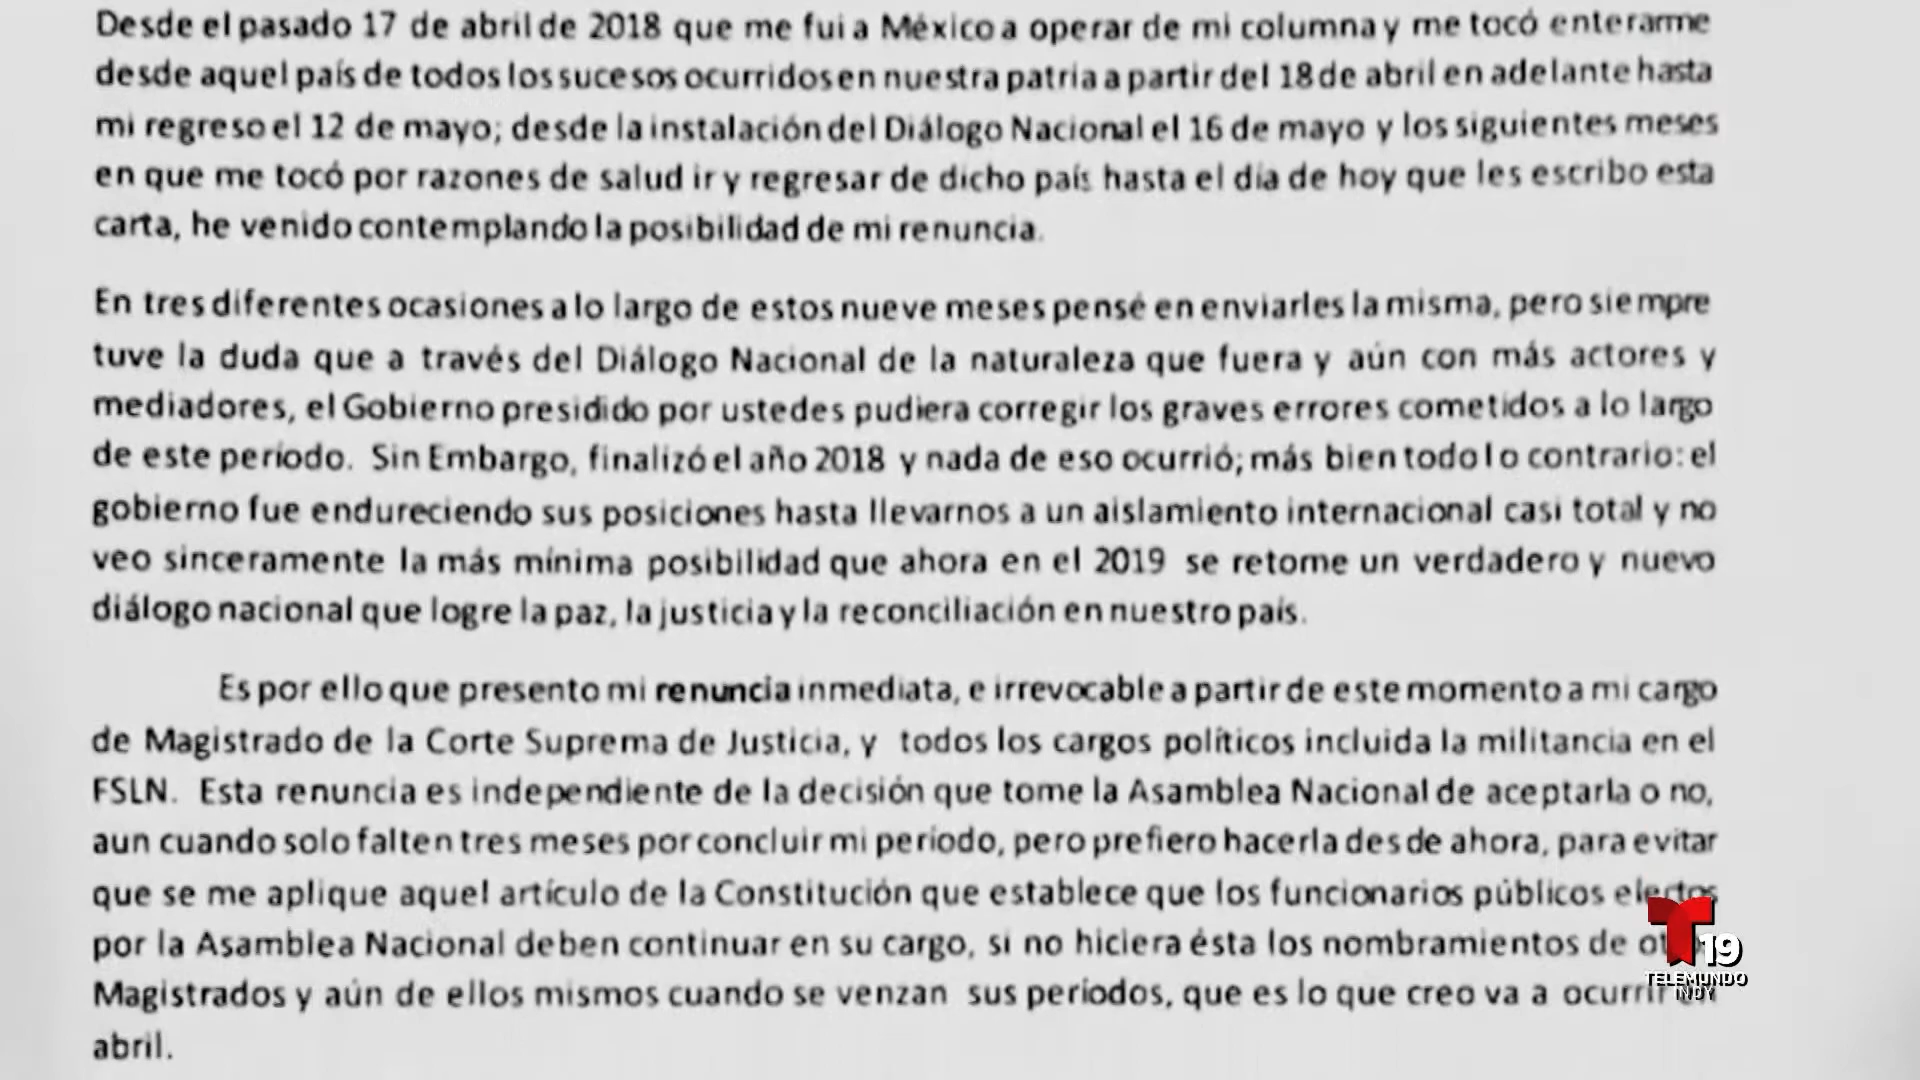 Desde el pasado 17 de abril de 2018 que me fui a México a operar de mi columna y me tocó enterarme
desde aquel país de todos los sucesos ocurridos en nuestra patria a partir del 18 de abril en adelante hasta
mi regreso el 12 de mayo; desde la instalación del Diálogo Nacional el 16 de mayo y los siguientes meses
en que me tocó por razones de salud ir y regresar de dicho país hasta el día de hoy que les escribo esta
carta, he venido contemplando la posibilidad de mi renuncia.
En tres diferentes ocasiones a lo largo de estos nueve meses pensé en enviarles la misma, pero siempre
tuve la duda que a través del Diálogo Nacional de la naturaleza que fuera y aún con más actores y
mediadores, el Gobierno presidido por ustedes pudiera corregir los graves errores cometidos a lo largo
de este período. Sin Embargo, finalizó el año 2018 y nada de eso ocurrió; más bien todo lo contrario: el
gobierno fue endureciendo sus posiciones hasta llevarnos a un aislamiento internacional casi total y no
veo sinceramente la más mínima posibilidad que ahora en el 2019 se retome un verdadero y nuevo
diálogo nacional que logre la paz, la justicia y la reconciliación en nuestro país.
Es por ello que presento mi renuncia inmediata, e irrevocable a partir de este momento a mi cargo
de Magistrado de la Corte Suprema de Justicia, y todos los cargos políticos incluida la militancia en el
FSLN. Esta renuncia es independiente de la decisión que tome la Asamblea Nacional de aceptarla o no,
aun cuando solo falten tres meses por concluir mi período, pero prefiero hacerla desde ahora, para evitar
que se me aplique aquel artículo de la Constitución que establece que los funcionarios públicos electos
por la Asamblea Nacional deben continuar en su cargo, si no hiciera ésta los nombramientos de
Magistrados y aún de ellos mismos cuando se venzan sus períodos, que es lo que creo va a ocurrir en
abril.
19
TELEMUNDO
INDY